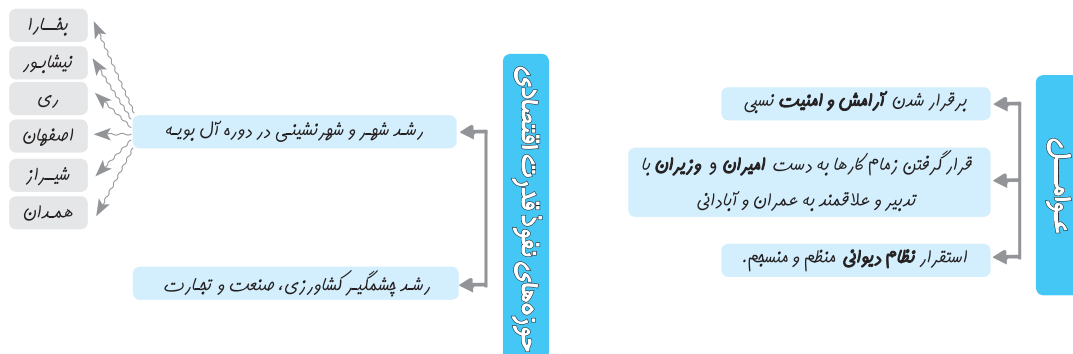 عوامل
برقرار شدن آرامش و امنیت نسبی
قرار گرفتن زمام کارها به دست امیران و وزیران با
تدبیر و علاقمند به عمران و آبادانی
استقرار نظام دیوانی منظم و منسجم.
حوزه‌های نفوذ قدرت اقتصادی
رشد شهر و شهرنشینی در دوره آل بویه
بخارا
نیشابور
ری
اصفهان
شیراز
همدان
رشد چشمگیر کشاورزی، صنعت و تجارت